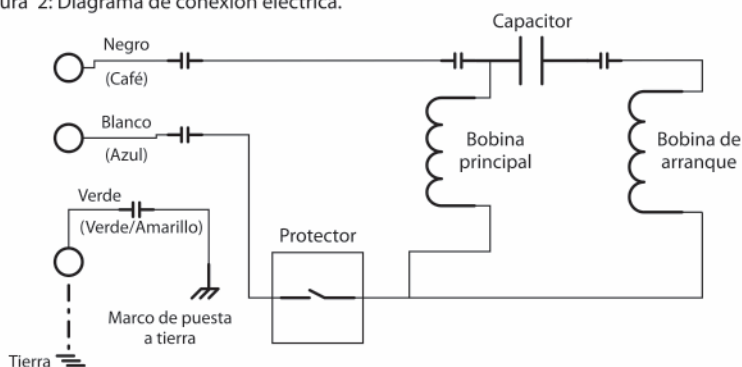 2: Diagrama de conexión eléctrica.
Capacitor
Negro
(Café)
Blanco
(Azul)
Bobina
principal
Bobina de
arranque
Verde
(Verde/Amarillo)
Protector
Marco de puesta
a tierra
Tierra